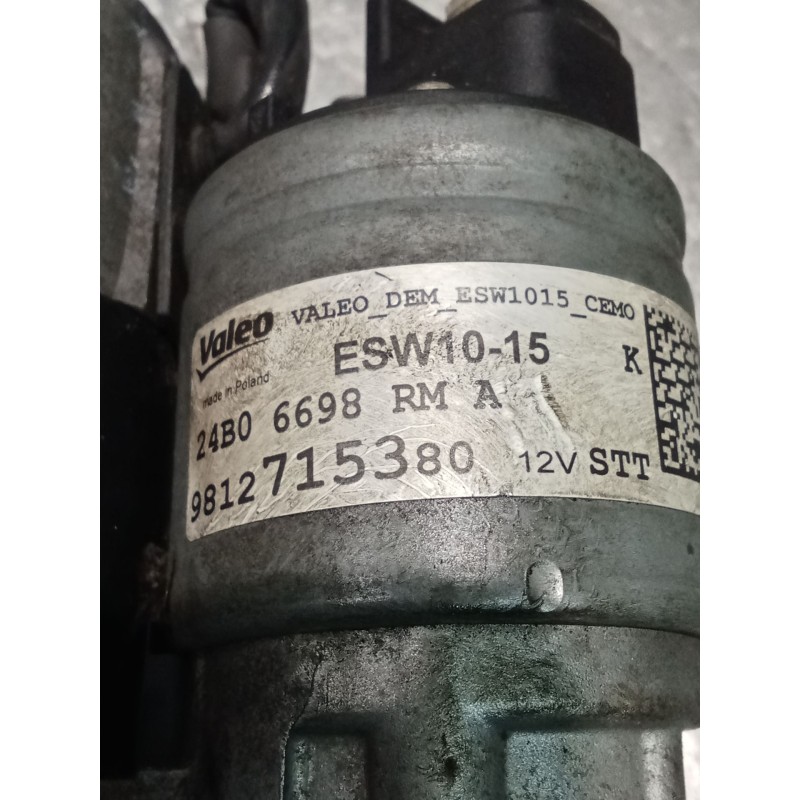 VALEO_DEM_ESW1015_CEMO
Valeo
ESW10-15 K
made in Poland
24B0 6698 RM A
9812715380 12V STT